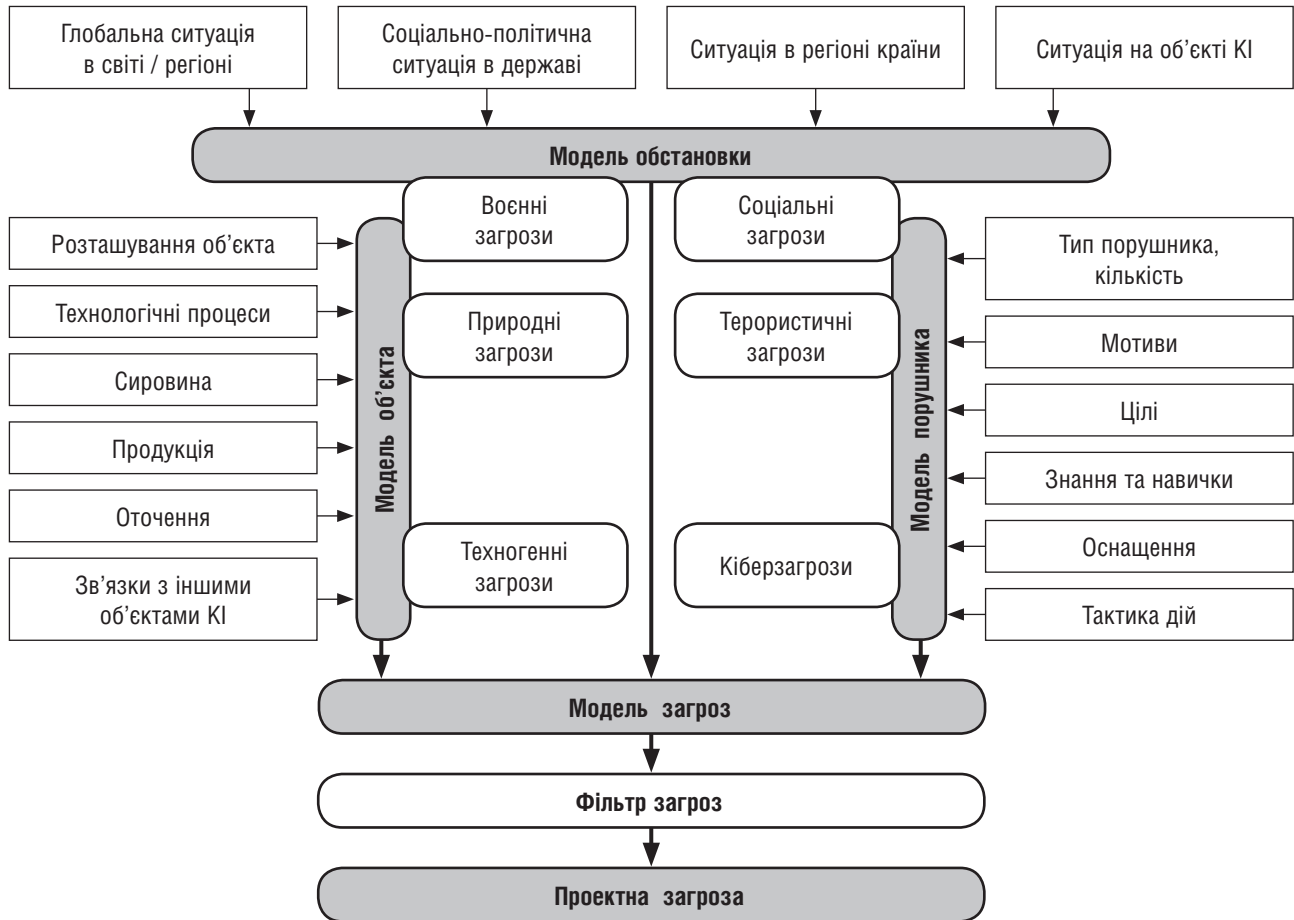 Глобальна ситуація
в світі / регіоні
Соціально-політична
ситуація в державі
Ситуація в регіоні країни
Ситуація на об’єкті КІ
Модель обстановки
Воєнні
загрози
Соціальні
загрози
Розташування об’єкта
Технологічні процеси
Сировина
Продукція
Оточення
Зв'язки з іншими
об’єктами КІ
Модель об’єкта
Природні
загрози
Терористичні
загрози
Техногенні
загрози
Кіберзагрози
Модель порушника
Тип порушника,
кількість
Мотиви
Цілі
Знання та навички
Оснащення
Тактика дій
Модель загроз
Фільтр загроз
Проектна загроза